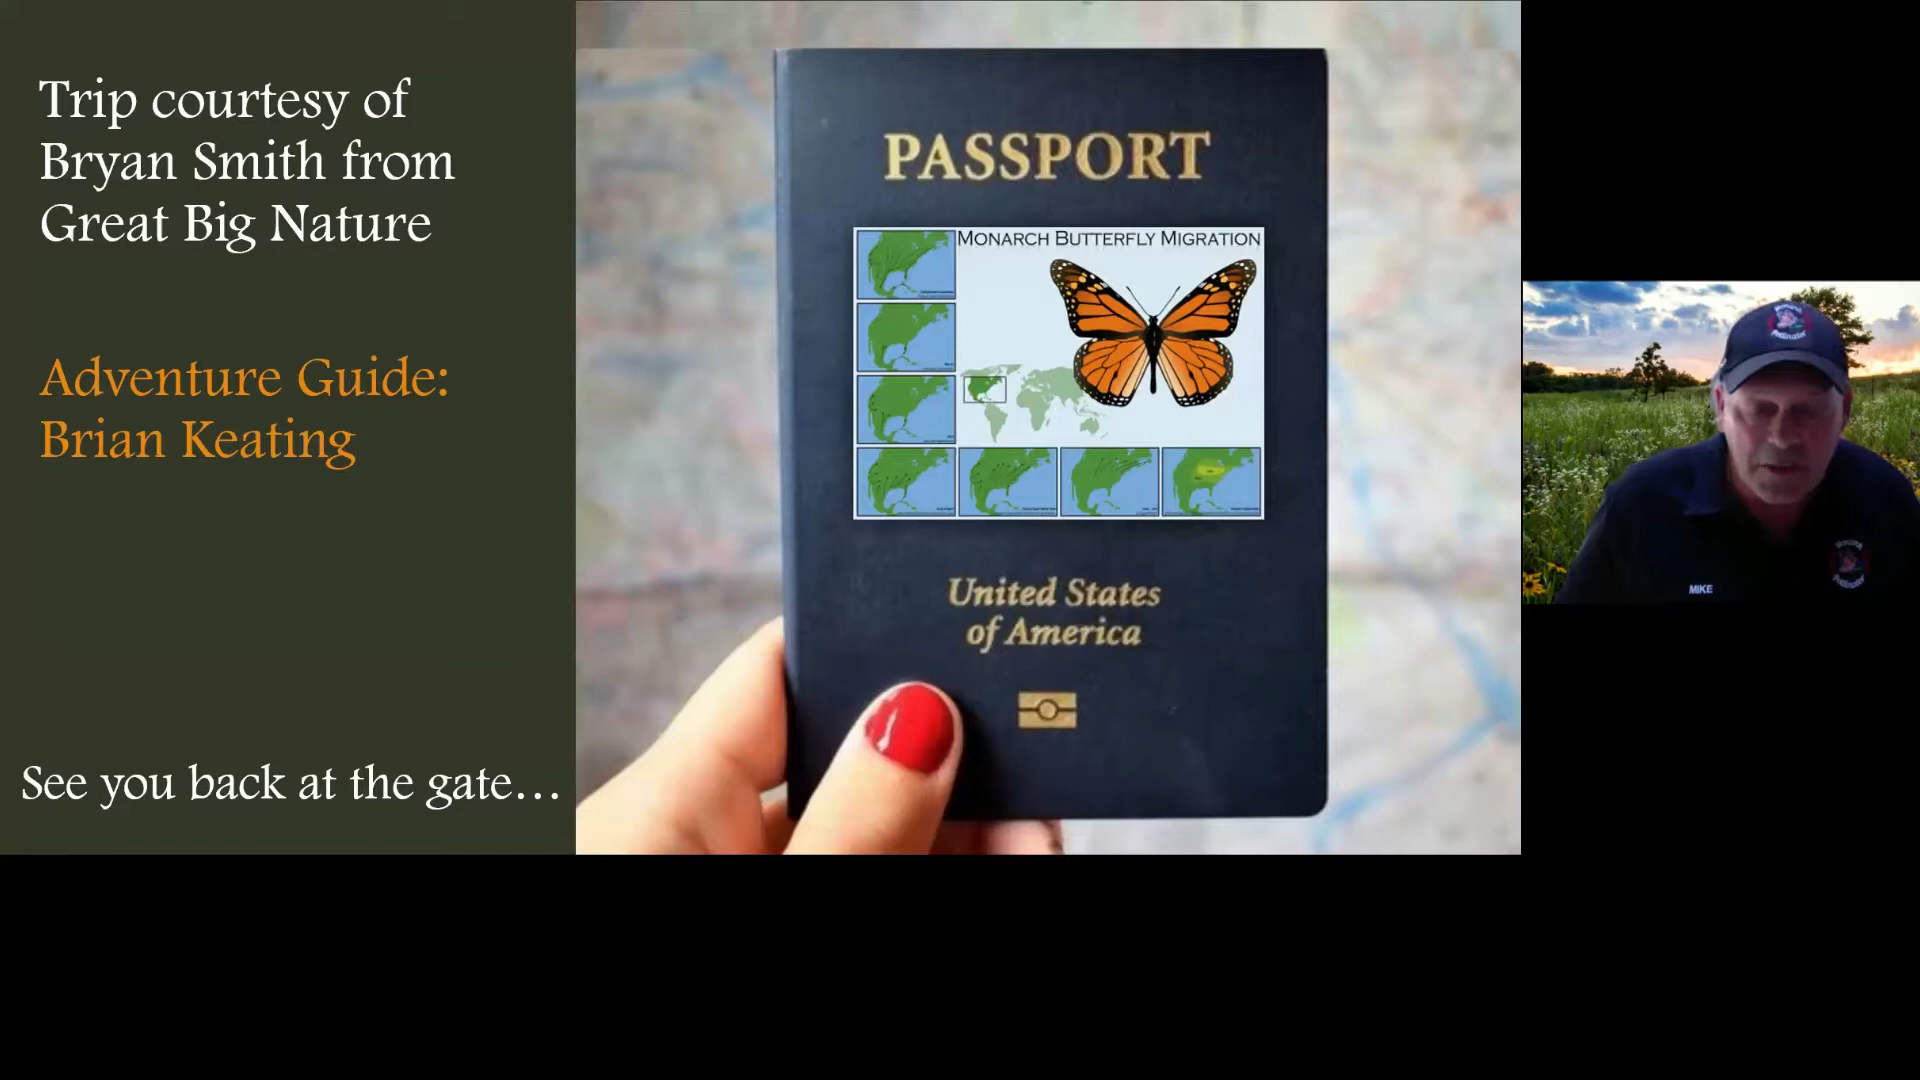 Trip courtesy of
Bryan Smith from
Great Big Nature
Adventure Guide:
Brian Keating
See you back at the gate…
PASSPORT
MONARCH BUTTERFLY MIGRATION
United States
of America
MIKE